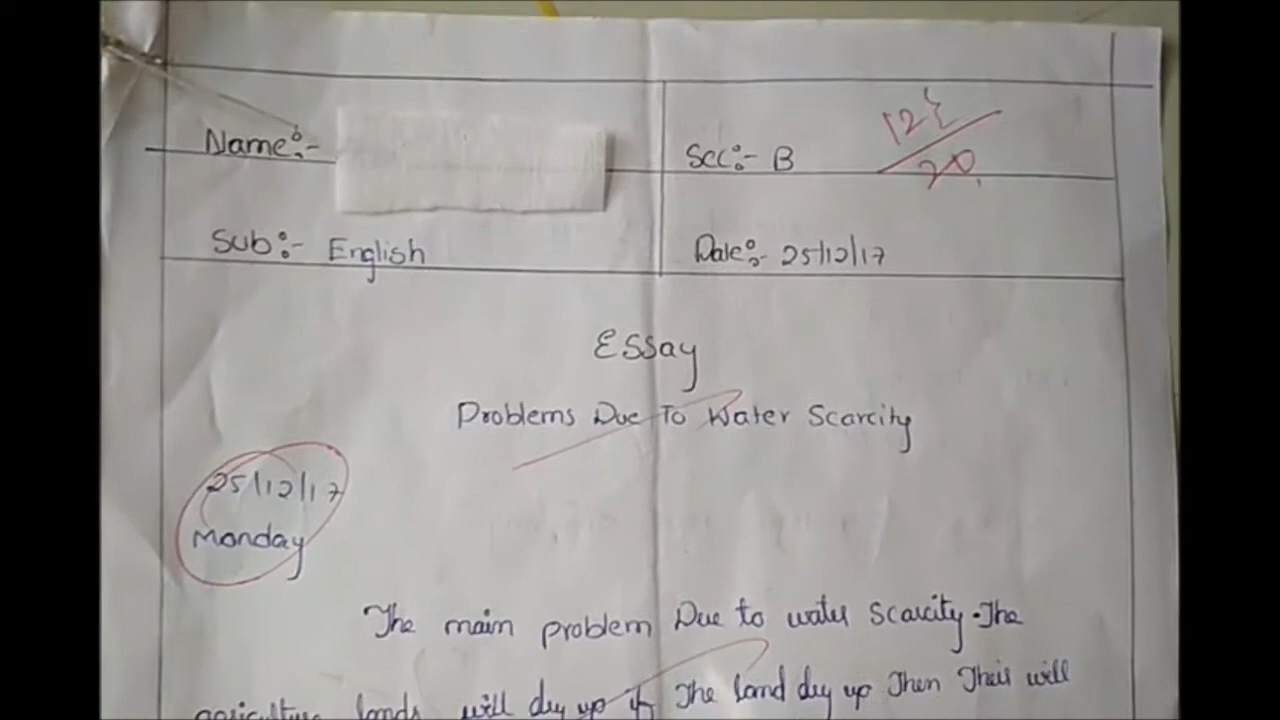 Name:-
Sec:- B
12½/20
Sub:- English
Date:- 25/12/17
Essay
Problems Due To Water Scarcity
25/12/17
Monday
The main problem Due to water Scarcity. The
agriculture lands will dry up if The land dry up Then Their will